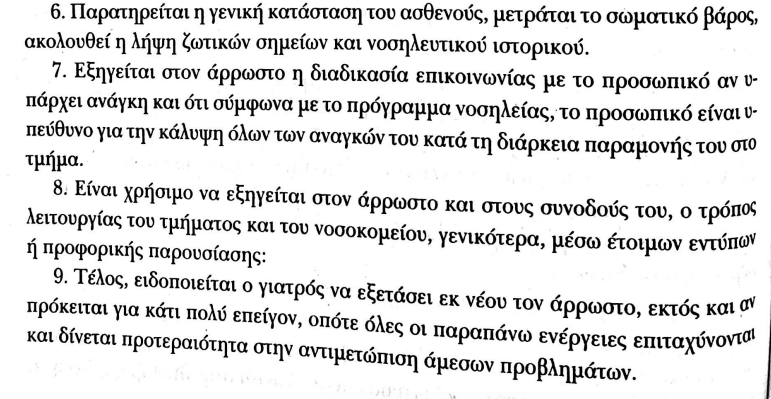 6. Παρατηρείται η γενική κατάσταση του ασθενούς, μετράται το σωματικό βάρος,
ακολουθεί η λήψη ζωτικών σημείων και νοσηλευτικού ιστορικού.
7. Εξηγείται στον άρρωστο η διαδικασία επικοινωνίας με το προσωπικό αν υ-
πάρχει ανάγκη και ότι σύμφωνα με το πρόγραμμα νοσηλείας, το προσωπικό είναι υ-
πεύθυνο για την κάλυψη όλων των αναγκών του κατά τη διάρκεια παραμονής του στο
τμήμα.
8. Είναι χρήσιμο να εξηγείται στον άρρωστο και στους συνοδούς του, ο τρόπος
λειτουργίας του τμήματος και του νοσοκομείου, γενικότερα, μέσω έτοιμων εντύπων
ή προφορικής παρουσίασης:
9. Τέλος, ειδοποιείται ο γιατρός να εξετάσει εκ νέου τον άρρωστο, εκτός και αν
πρόκειται για κάτι πολύ επείγον, οπότε όλες οι παραπάνω ενέργειες επιταχύνονται
και δίνεται προτεραιότητα στην αντιμετώπιση άμεσων προβλημάτων.